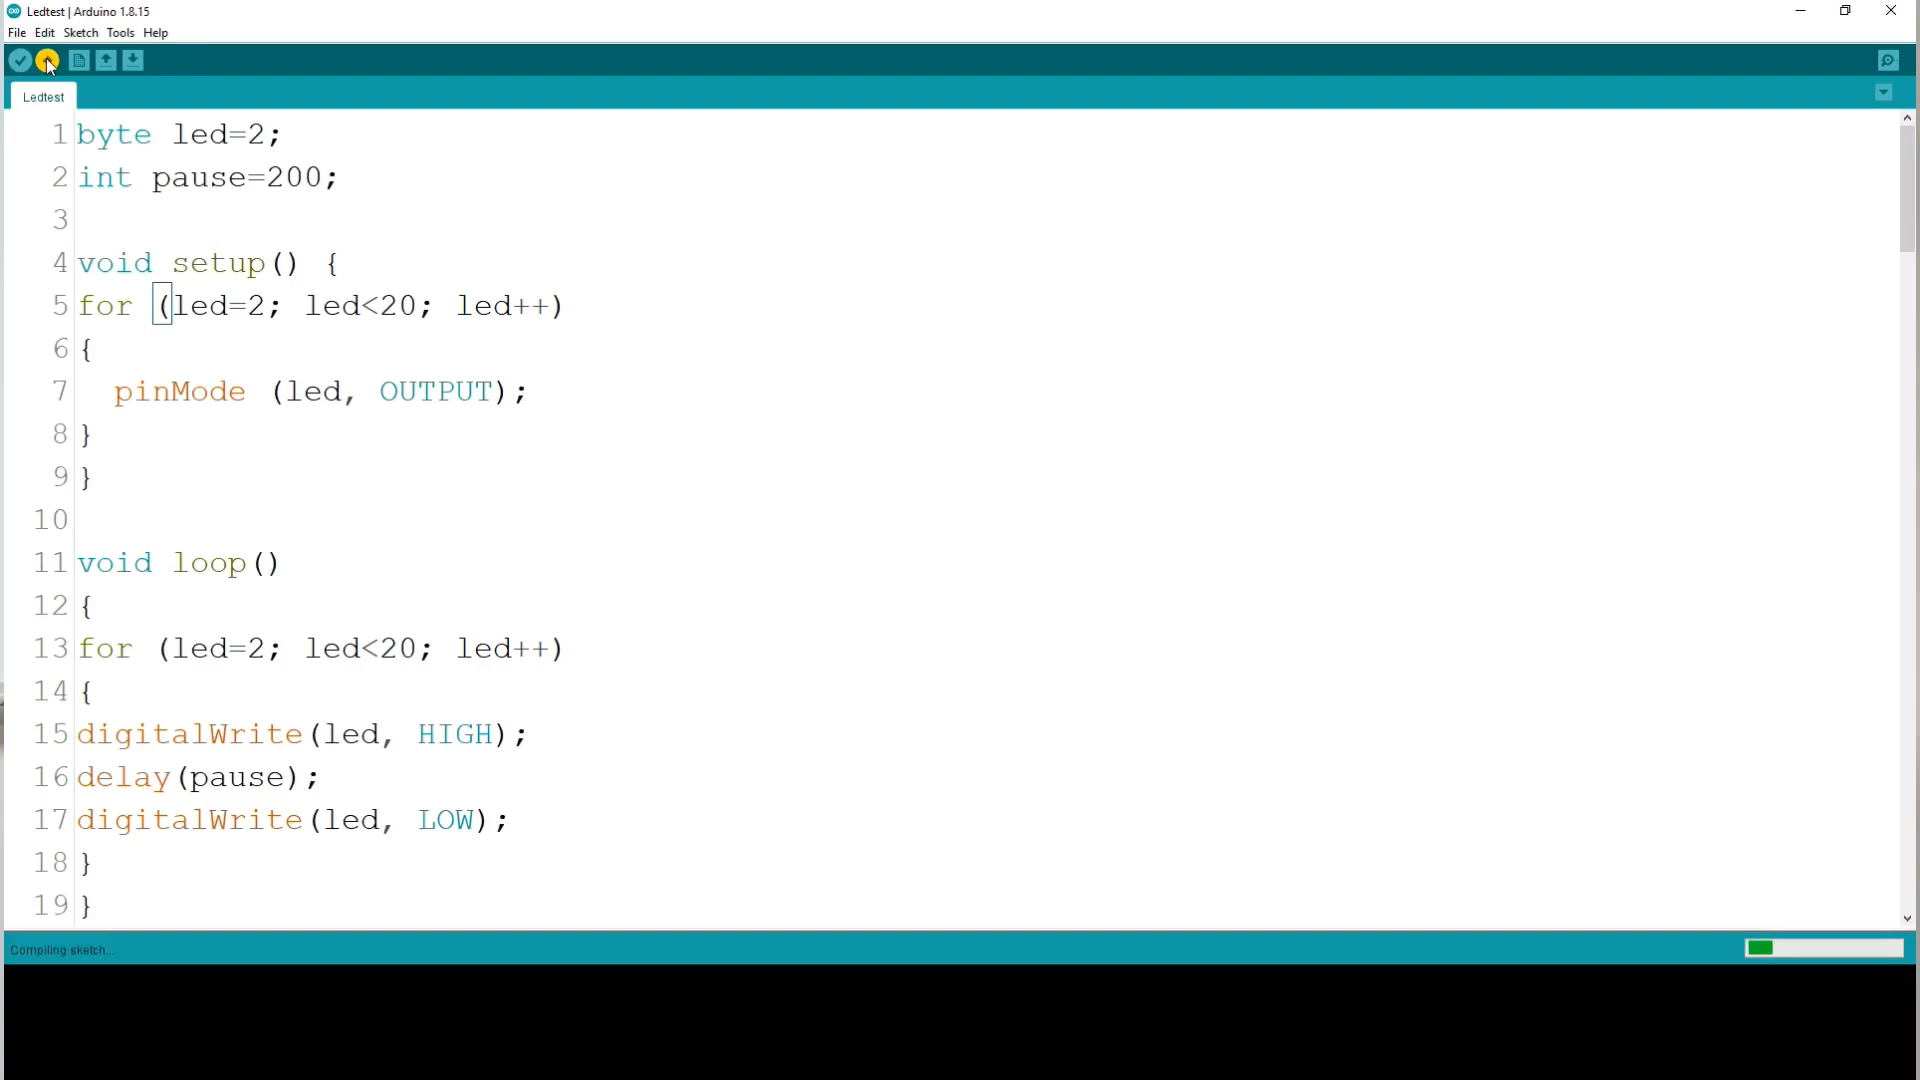 Ledtest | Arduino 1.8.15
File Edit Sketch Tools Help
Ledtest
1 byte led=2;
2 int pause=200;
3
4 void setup() {
5 for (led=2; led<20; led++)
6 {
7   pinMode (led, OUTPUT);
8 }
9 }
10
11 void loop()
12 {
13 for (led=2; led<20; led++)
14 {
15 digitalWrite(led, HIGH);
16 delay(pause);
17 digitalWrite(led, LOW);
18 }
19 }
Compiling sketch...